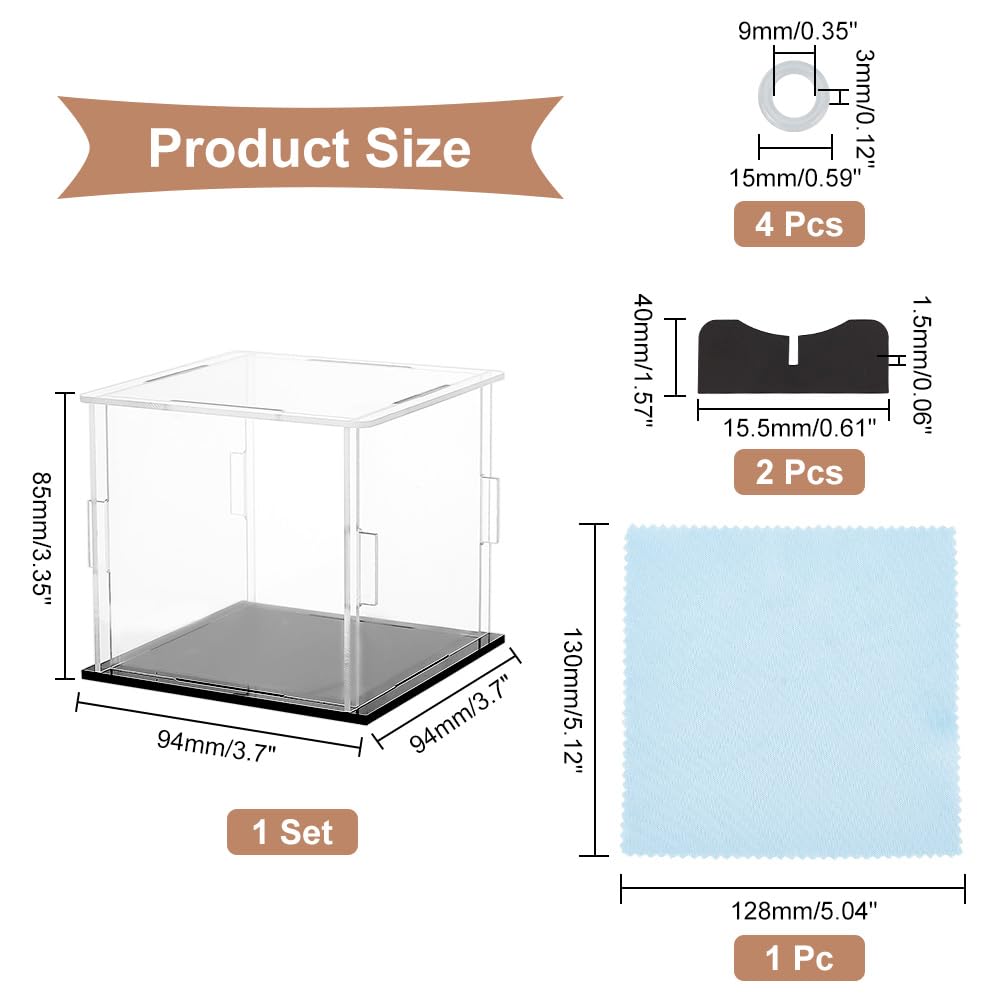 Product Size
9mm/0.35"
3mm/0.12"
15mm/0.59"
4 Pcs
40mm/1.57"
1.5mm/0.06"
15.5mm/0.61"
2 Pcs
85mm/3.35"
94mm/3.7"
94mm/3.7"
1 Set
130mm/5.12"
128mm/5.04"
1 Pc